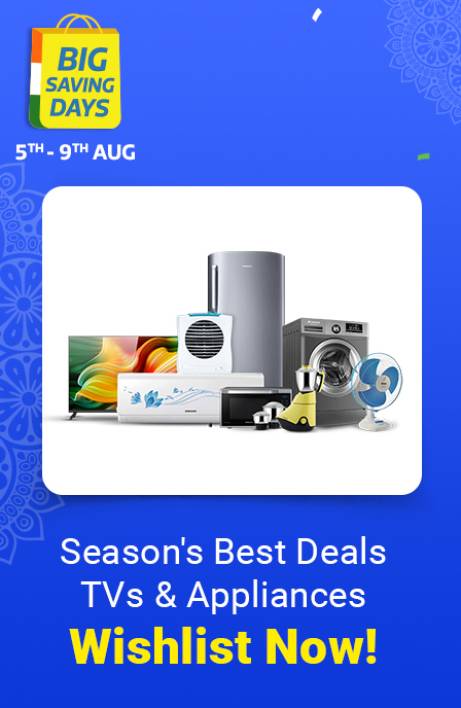 BIG
SAVING
DAYS
5TH - 9TH AUG
Season's Best Deals
TVs & Appliances
Wishlist Now!